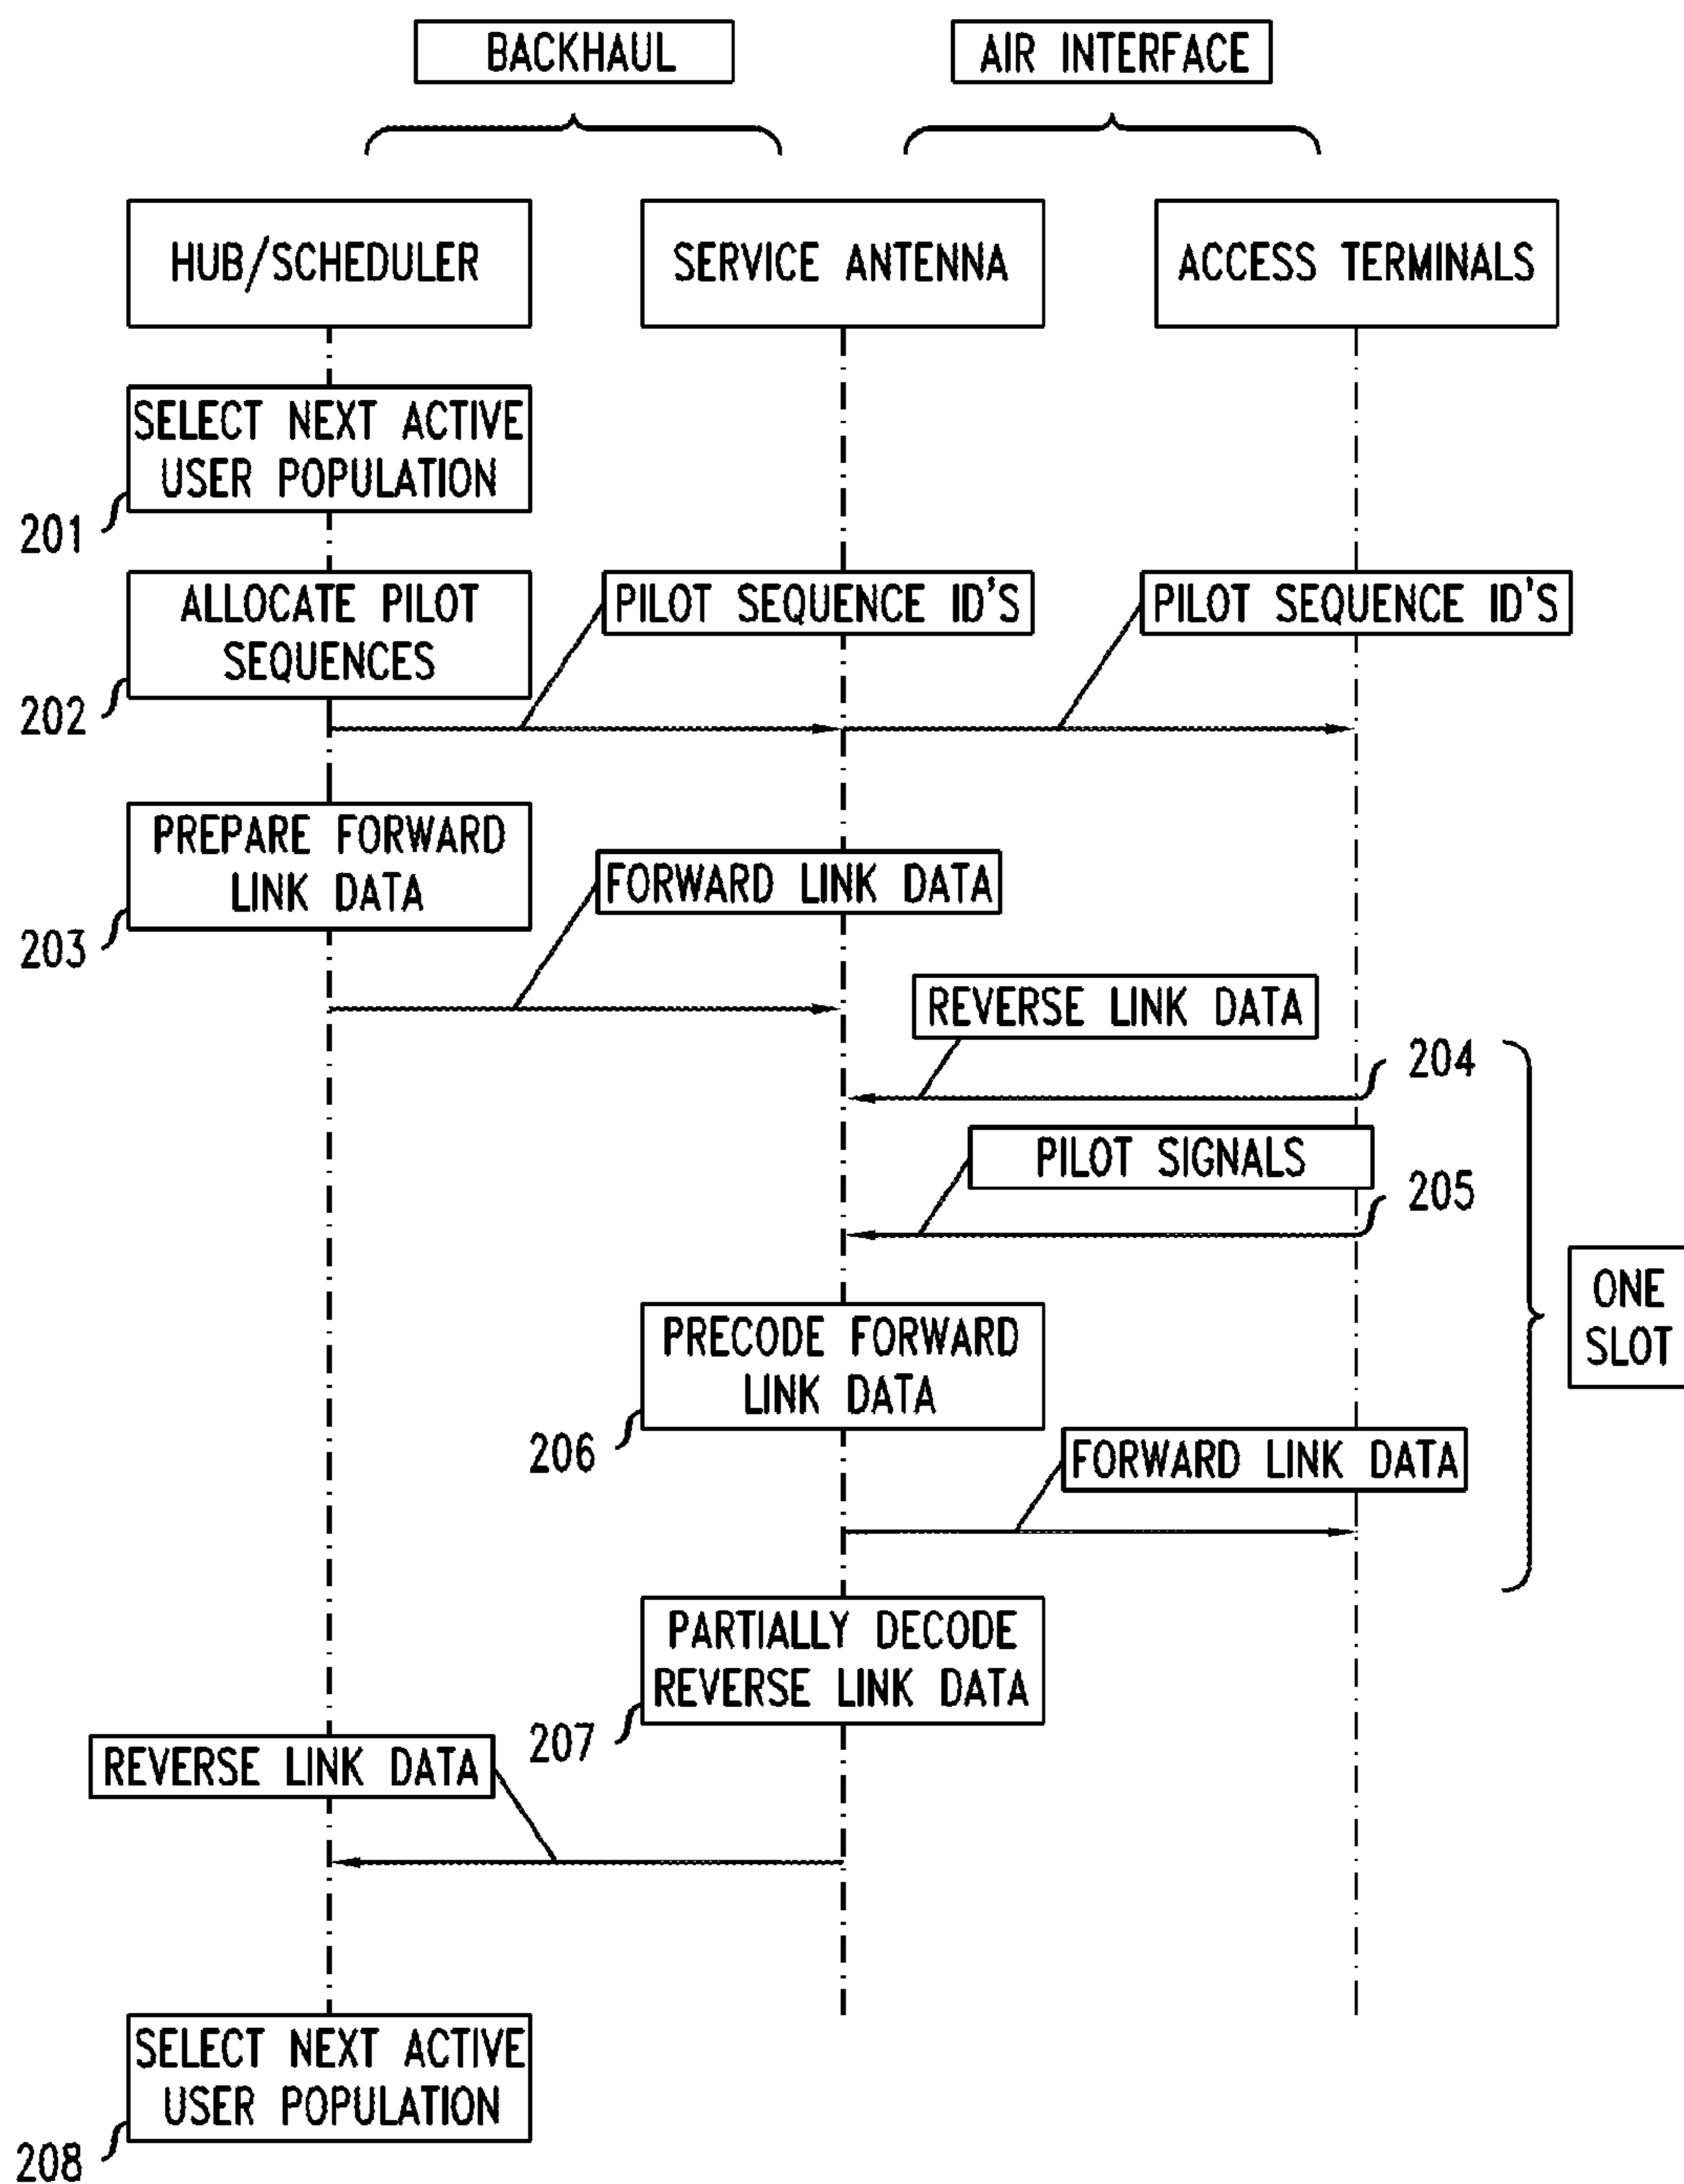 BACKHAUL
AIR INTERFACE
HUB/SCHEDULER
SERVICE ANTENNA
ACCESS TERMINALS
SELECT NEXT ACTIVE
USER POPULATION
201
ALLOCATE PILOT
SEQUENCES
202
PILOT SEQUENCE ID'S
PILOT SEQUENCE ID'S
PREPARE FORWARD
LINK DATA
203
FORWARD LINK DATA
REVERSE LINK DATA
204
PILOT SIGNALS
205
ONE
SLOT
PRECODE FORWARD
LINK DATA
206
FORWARD LINK DATA
PARTIALLY DECODE
REVERSE LINK DATA
207
REVERSE LINK DATA
SELECT NEXT ACTIVE
USER POPULATION
208